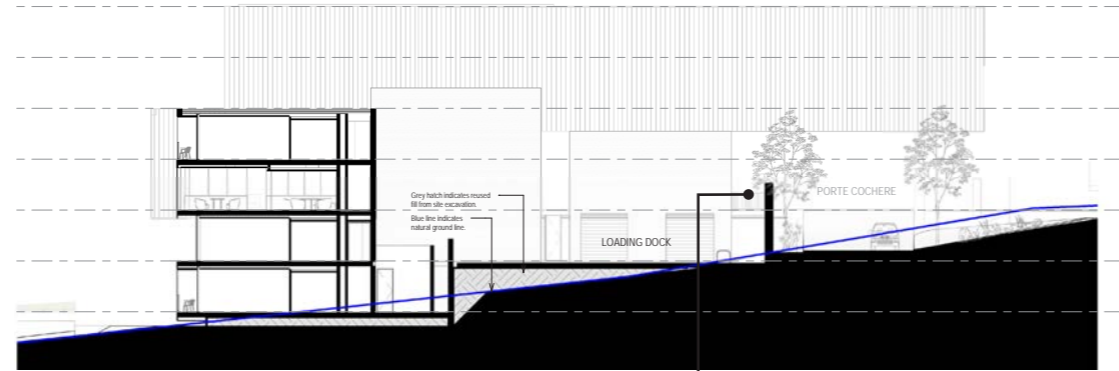 Grey hatch indicates reused
fill from site excavation.
Blue line indicates
natural ground line.
PORTE COCHERE
LOADING DOCK